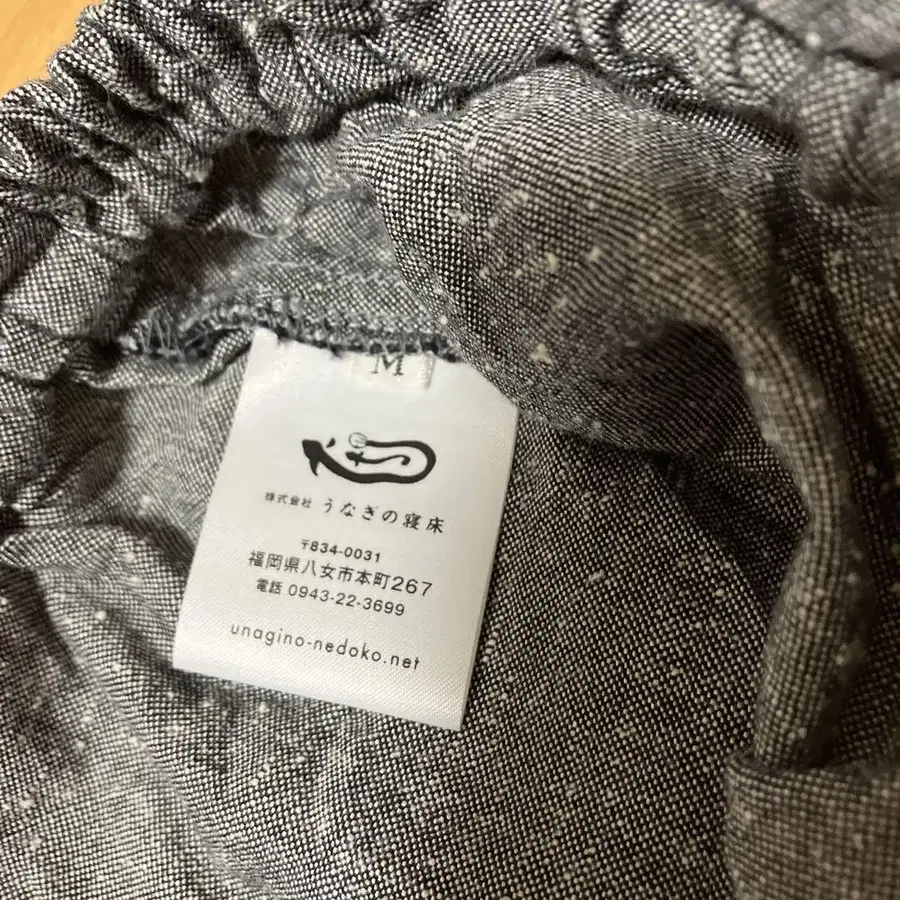 M
株式会社 うなぎの寝床
〒834-0031
福岡県八女市本町267
電話 0943-22-3699
unagino-nedoko.net